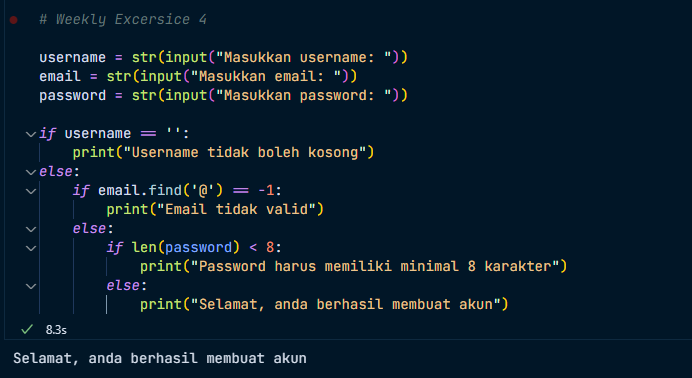 # Weekly Excersice 4
username = str(input("Masukkan username: "))
email = str(input("Masukkan email: "))
password = str(input("Masukkan password: "))
if username == '':
    print("Username tidak boleh kosong")
else:
    if email.find('@') == -1:
        print("Email tidak valid")
    else:
        if len(password) < 8:
            print("Password harus memiliki minimal 8 karakter")
        else:
            print("Selamat, anda berhasil membuat akun")
8.3s
Selamat, anda berhasil membuat akun